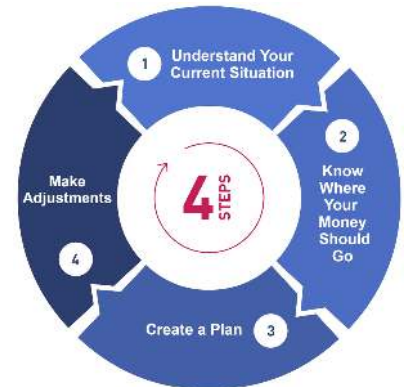 1
Understand Your
Current Situation
2
Know
Where
Your
Money
Should
Go
3
Create a Plan
4
Make
Adjustments
4 STEPS